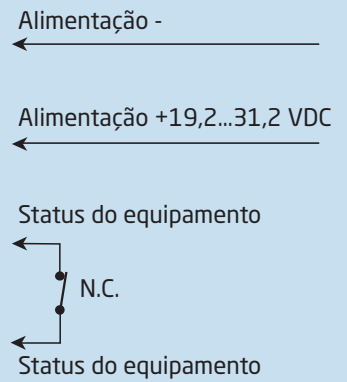 Alimentação -
Alimentação +19,2...31,2 VDC
Status do equipamento
N.C.
Status do equipamento